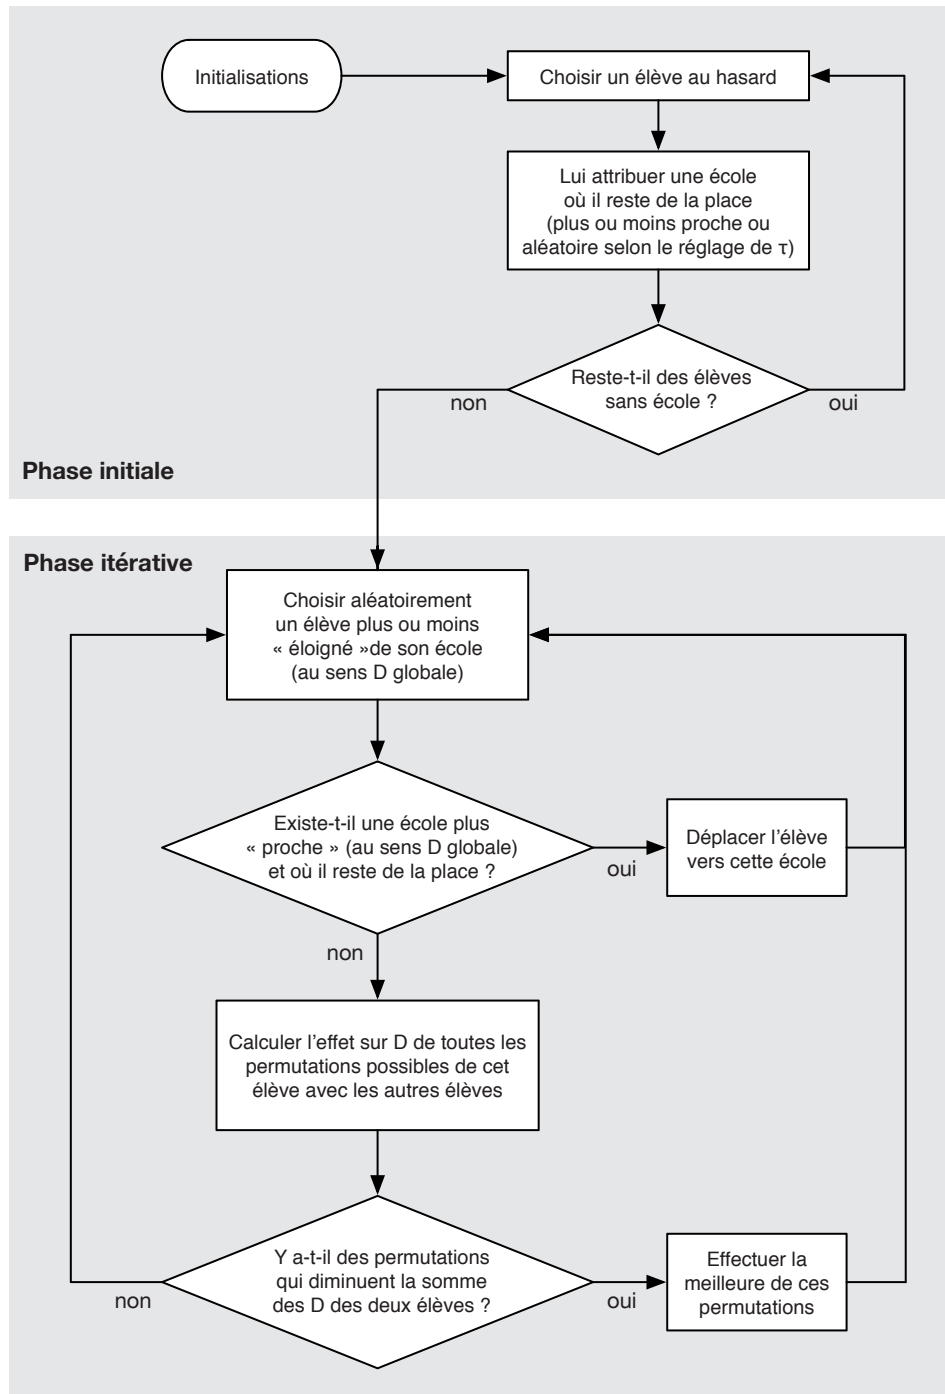 Initialisations
Choisir un élève au hasard
Lui attribuer une école
où il reste de la place
(plus ou moins proche ou
aléatoire selon le réglage de τ)
Reste-t-il des élèves
sans école ?
non
oui
Phase initiale
Phase itérative
Choisir aléatoirement
un élève plus ou moins
« éloigné »de son école
(au sens D globale)
Existe-t-il une école plus
« proche » (au sens D globale)
et où il reste de la place ?
oui
Déplacer l'élève
vers cette école
non
Calculer l'effet sur D de toutes les
permutations possibles de cet
élève avec les autres élèves
Y a-t-il des permutations
qui diminuent la somme
des D des deux élèves ?
non
oui
Effectuer la
meilleure de ces
permutations